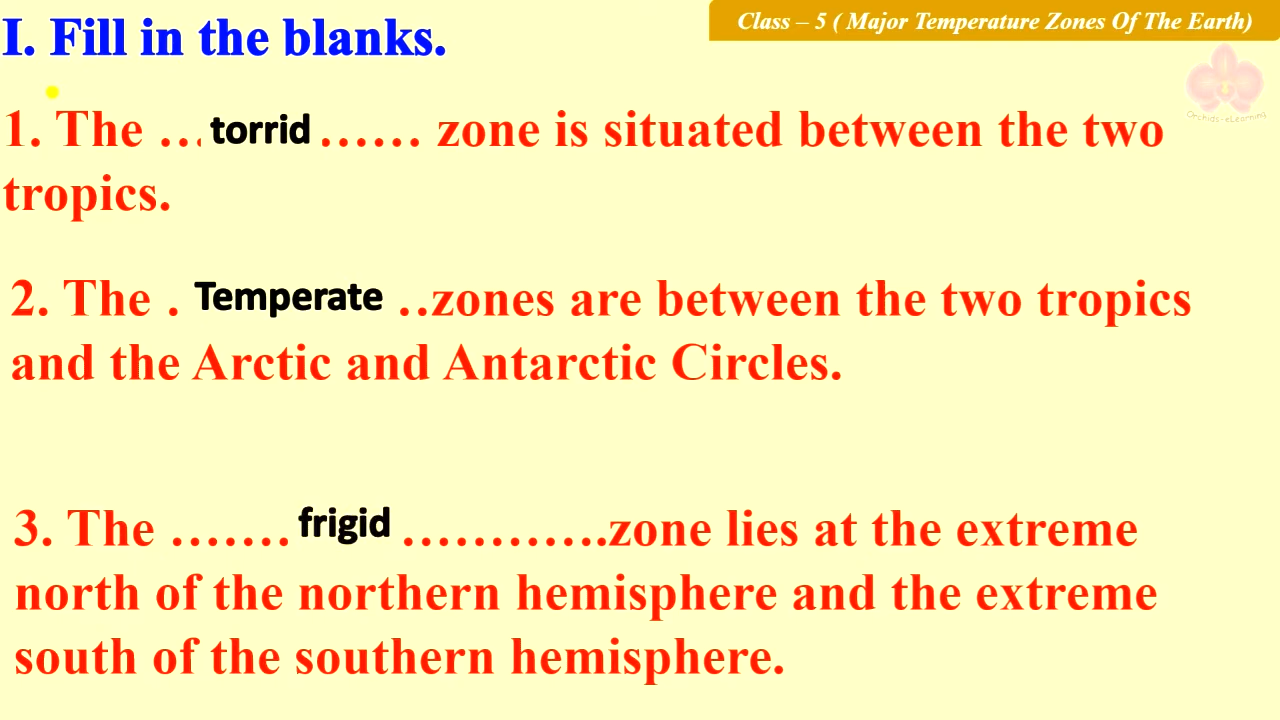 Class – 5 ( Major Temperature Zones Of The Earth)
I. Fill in the blanks.
Orchids-eLearning
1. The ... torrid ...... zone is situated between the two
tropics.
2. The . Temperate ..zones are between the two tropics
and the Arctic and Antarctic Circles.
3. The ....... frigid .............zone lies at the extreme
north of the northern hemisphere and the extreme
south of the southern hemisphere.